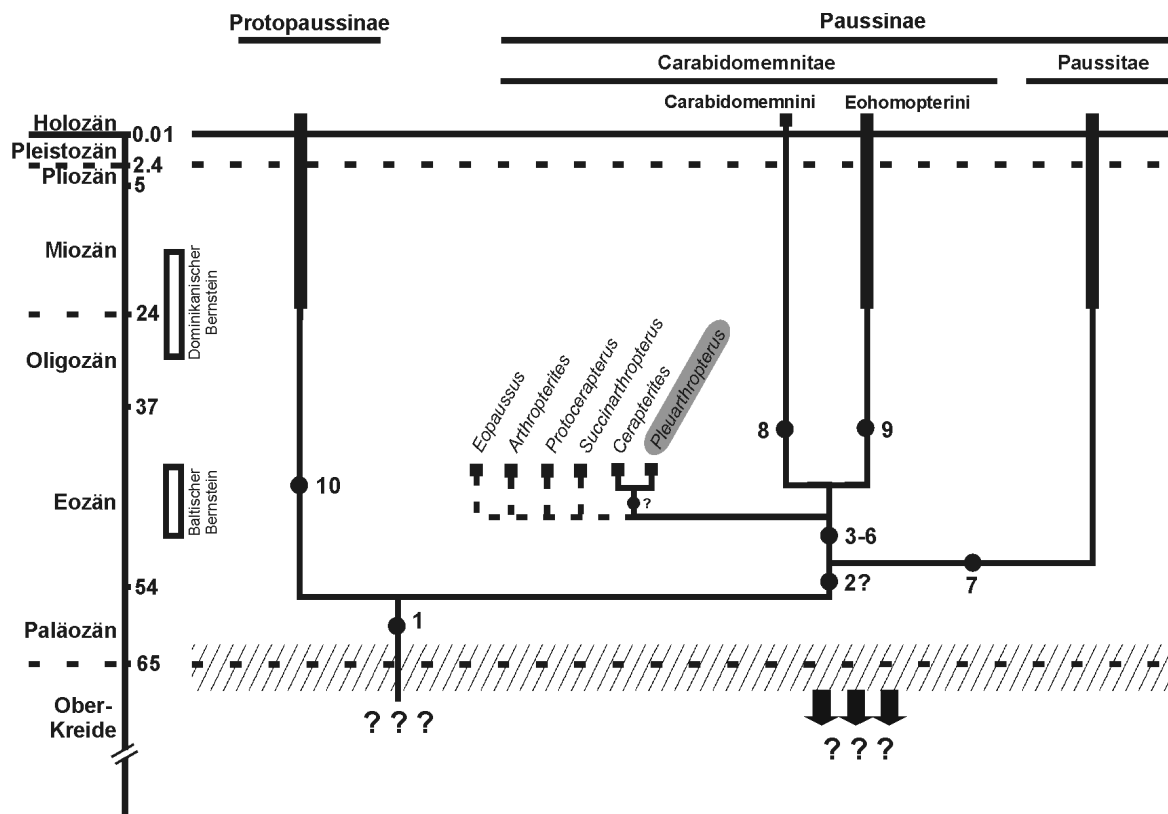 Protopaussinae
Paussinae
Carabidomemnitae
Paussitae
Carabidomemnini
Eohomopterini
Holozän
0.01
Pleistozän
2.4
Pliozän
5
Miozän
Dominikanischer
Bernstein
24
Oligozän
37
Eopaussus
Arthropterites
Protocerapterus
Succinarthropterus
Cerapterites
Pleuarthropterus
8
9
Baltischer
Bernstein
10
?
Eozän
3-6
7
54
2?
1
Paläozän
65
Ober-
Kreide
? ? ?
? ? ?